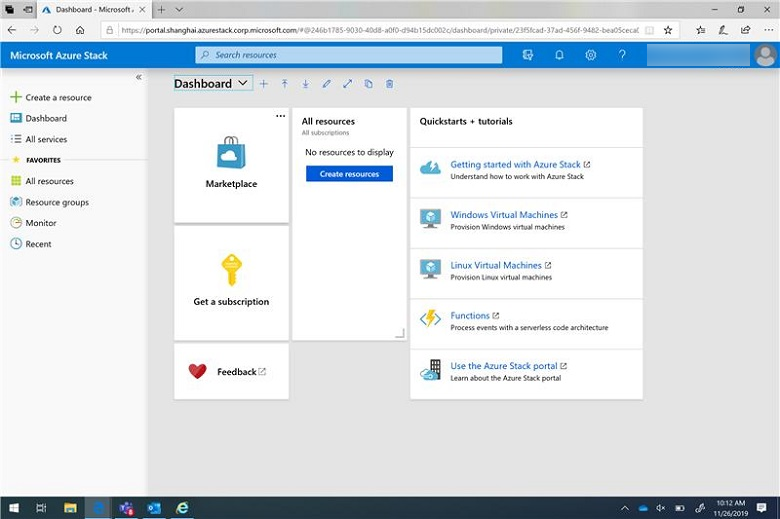 Dashboard - Microsoft A
https://portal.shanghai.azurestack.corp.microsoft.com/#@246b1785-9030-40d8-a0f0-d94b15dc002c/dashboard/private/23f5fcad-37ad-456f-9482-bea05ceca
Microsoft Azure Stack
Search resources
Create a resource
Dashboard
All services
FAVORITES
All resources
Resource groups
Monitor
Recent
Dashboard
Marketplace
Get a subscription
Feedback
All resources
All subscriptions
No resources to display
Create resources
Quickstarts + tutorials
Getting started with Azure Stack
Understand how to work with Azure Stack
Windows Virtual Machines
Provision Windows virtual machines
Linux Virtual Machines
Provision Linux virtual machines
Functions
Process events with a serverless code architecture
Use the Azure Stack portal
Learn about the Azure Stack portal
10:12 AM
11/26/2019